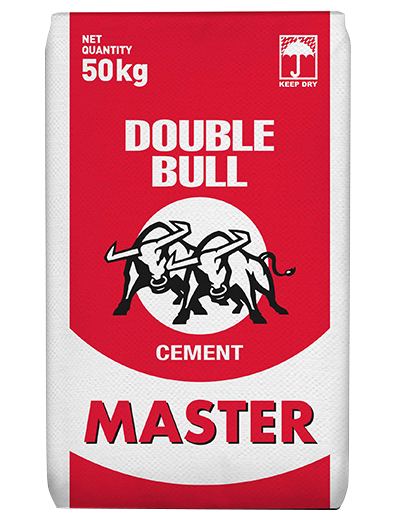 NET
QUANTITY
50kg
KEEP DRY
DOUBLE
BULL
CEMENT
MASTER